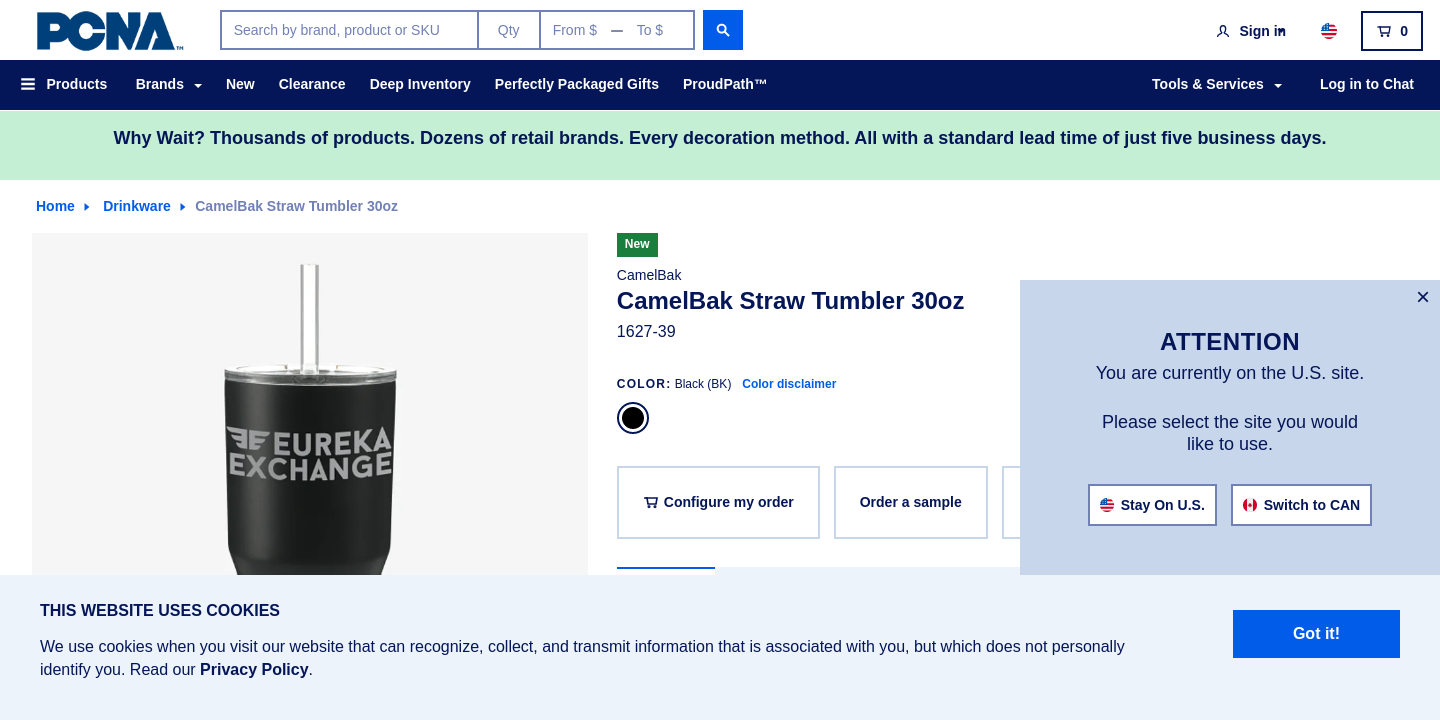 PCNA™
Search by brand, product or SKU
Qty
From $ — To $
Sign in
0
Products
Brands
New
Clearance
Deep Inventory
Perfectly Packaged Gifts
ProudPath™
Tools & Services
Log in to Chat
Why Wait? Thousands of products. Dozens of retail brands. Every decoration method. All with a standard lead time of just five business days.
Home
Drinkware
CamelBak Straw Tumbler 30oz
EUREKA
EXCHANGE
New
CamelBak
CamelBak Straw Tumbler 30oz
1627-39
COLOR: Black (BK) Color disclaimer
Configure my order
Order a sample
×
ATTENTION
You are currently on the U.S. site.
Please select the site you would
like to use.
Stay On U.S.
Switch to CAN
THIS WEBSITE USES COOKIES
We use cookies when you visit our website that can recognize, collect, and transmit information that is associated with you, but which does not personally
identify you. Read our Privacy Policy.
Got it!